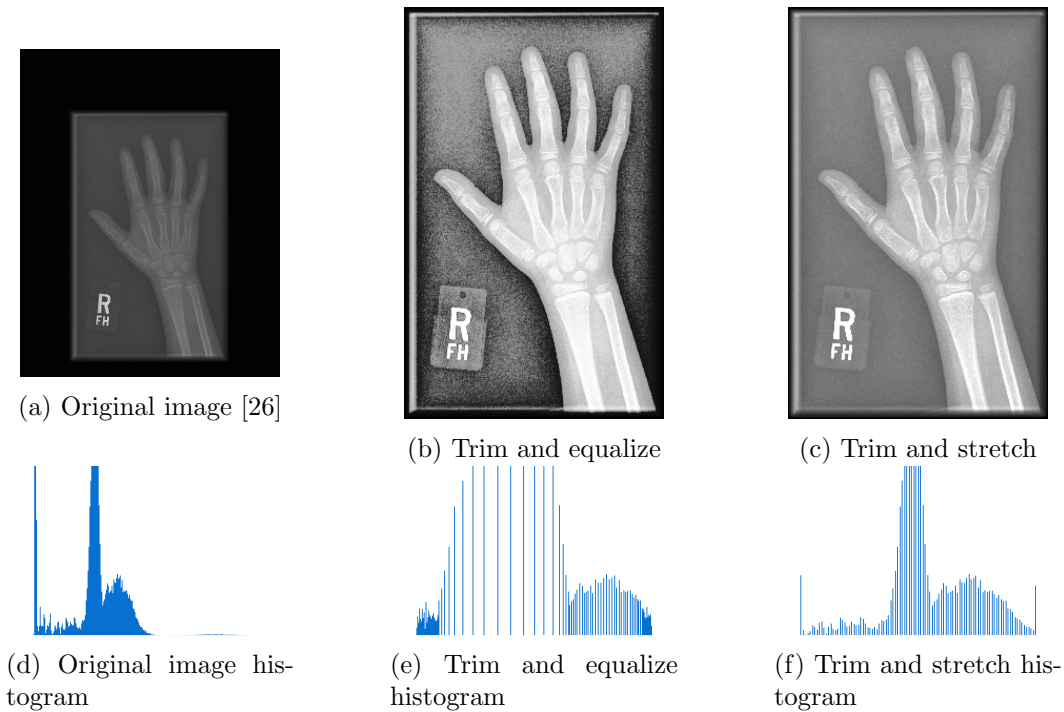 R
FH
R
FH
R
FH
(a) Original image [26]
(b) Trim and equalize
(c) Trim and stretch
(d) Original image his-
togram
(e) Trim and equalize
histogram
(f) Trim and stretch his-
togram